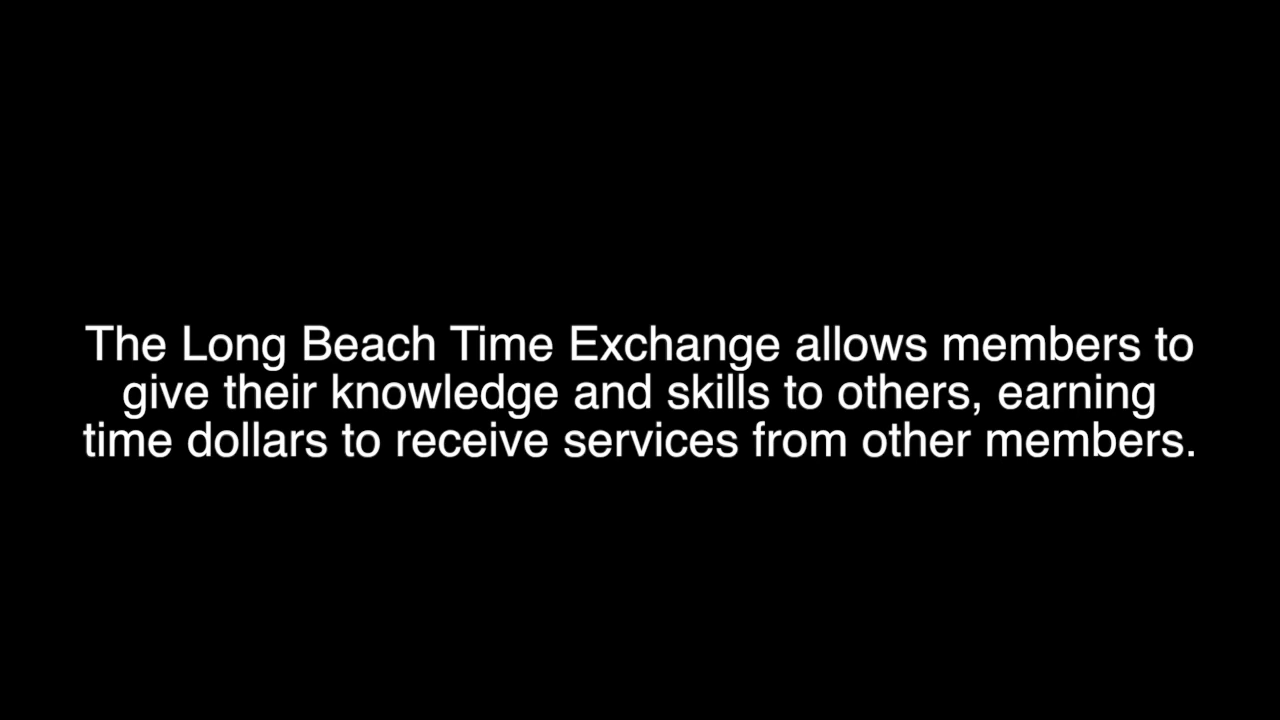 The Long Beach Time Exchange allows members to
give their knowledge and skills to others, earning
time dollars to receive services from other members.